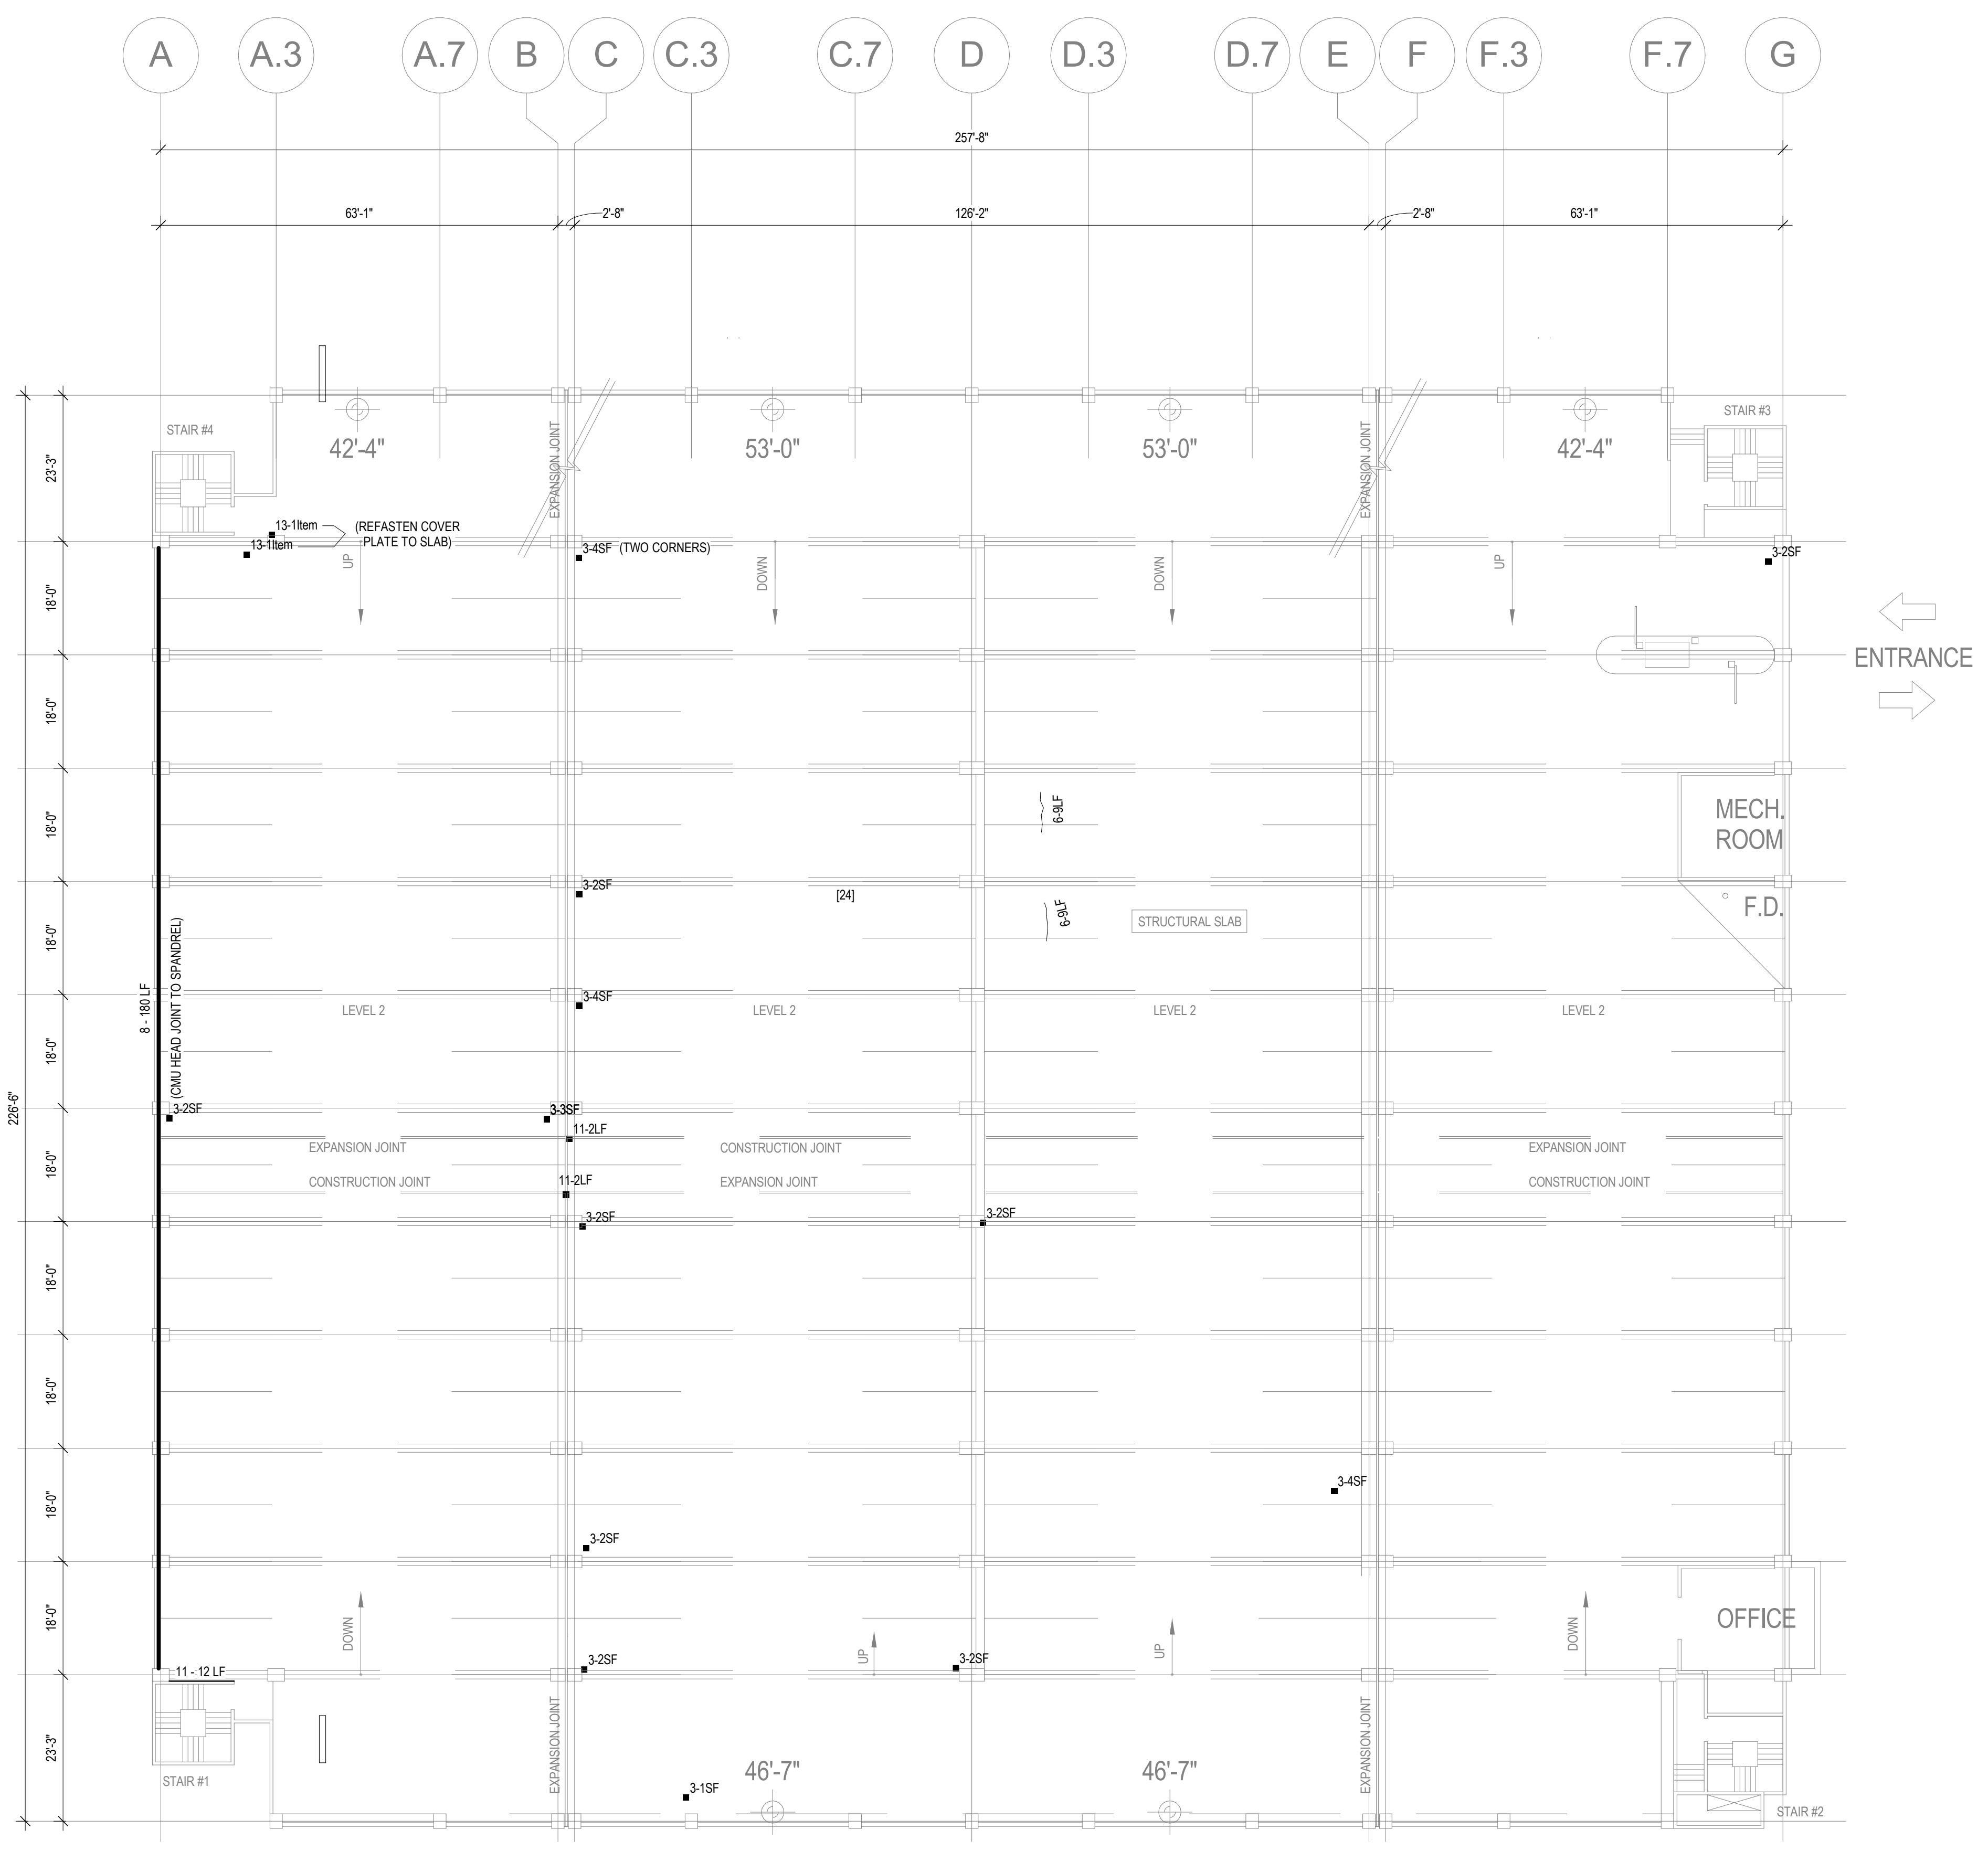 A A.3 A.7 B C C.3 C.7 D D.3 D.7 E F F.3 F.7 G
257'-8"
63'-1" 2'-8" 126'-2" 2'-8" 63'-1"
STAIR #4
STAIR #3
42'-4" 53'-0" 53'-0" 42'-4"
EXPANSION JOINT
EXPANSION JOINT
23'-3"
13-1Item
13-1Item
(REFASTEN COVER
PLATE TO SLAB)
3-4SF (TWO CORNERS)
3-2SF
UP
DOWN
DOWN
UP
18'-0"
ENTRANCE
18'-0"
18'-0"
6-9LF
MECH.
ROOM
3-2SF
[24]
6-9LF
F.D.
STRUCTURAL SLAB
18'-0"
(CMU HEAD JOINT TO SPANDREL)
8 - 180 LF
3-4SF
LEVEL 2 LEVEL 2 LEVEL 2 LEVEL 2
18'-0"
226'-6"
3-2SF
3-3SF
11-2LF
EXPANSION JOINT CONSTRUCTION JOINT EXPANSION JOINT
18'-0"
11-2LF
CONSTRUCTION JOINT EXPANSION JOINT CONSTRUCTION JOINT
3-2SF
3-2SF
18'-0"
18'-0"
3-4SF
18'-0"
3-2SF
18'-0"
DOWN
UP
UP
DOWN
OFFICE
3-2SF
3-2SF
11 - 12 LF
23'-3"
EXPANSION JOINT
EXPANSION JOINT
STAIR #1
3-1SF
46'-7" 46'-7"
STAIR #2